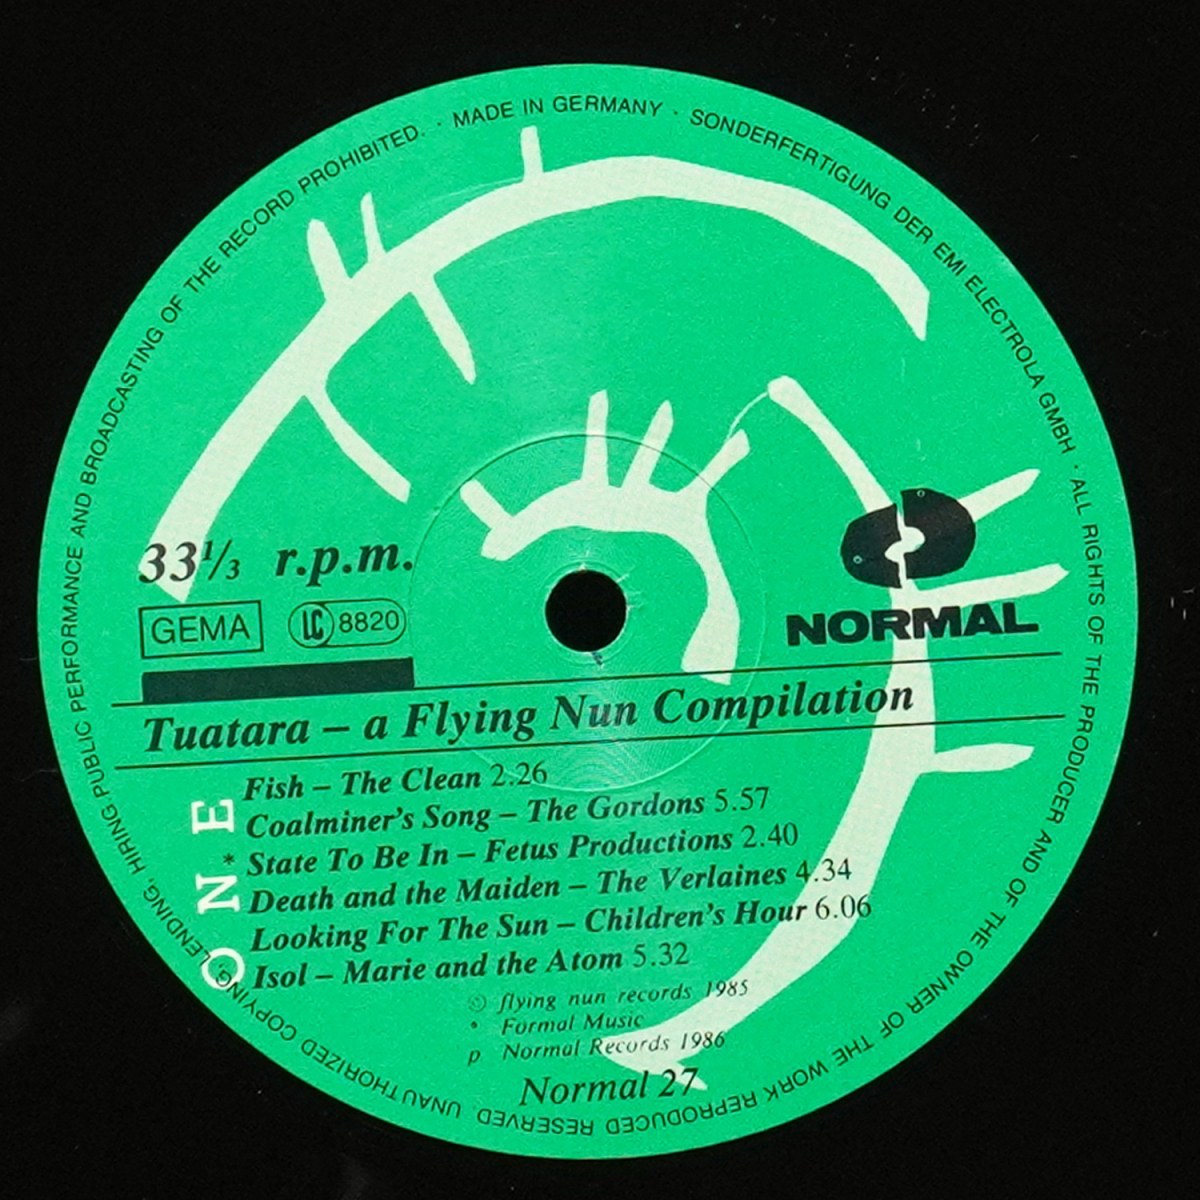 MADE IN GERMANY · SONDERFERTIGUNG DER EMI ELECTROLA GMBH · ALL RIGHTS OF THE PRODUCER AND OF THE OWNER OF THE WORK REPRODUCED RESERVED. UNAUTHORIZED COPYING, LENDING, HIRING PUBLIC PERFORMANCE AND BROADCASTING OF THE RECORD PROHIBITED. ·
33 1/3 r.p.m.
GEMA LC 8820
NORMAL
Tuatara – a Flying Nun Compilation
ONE
Fish – The Clean 2.26
Coalminer's Song – The Gordons 5.57
* State To Be In – Fetus Productions 2.40
Death and the Maiden – The Verlaines 4.34
Looking For The Sun – Children's Hour 6.06
Isol – Marie and the Atom 5.32
© flying nun records 1985
* Formal Music
p Normal Records 1986
Normal 27